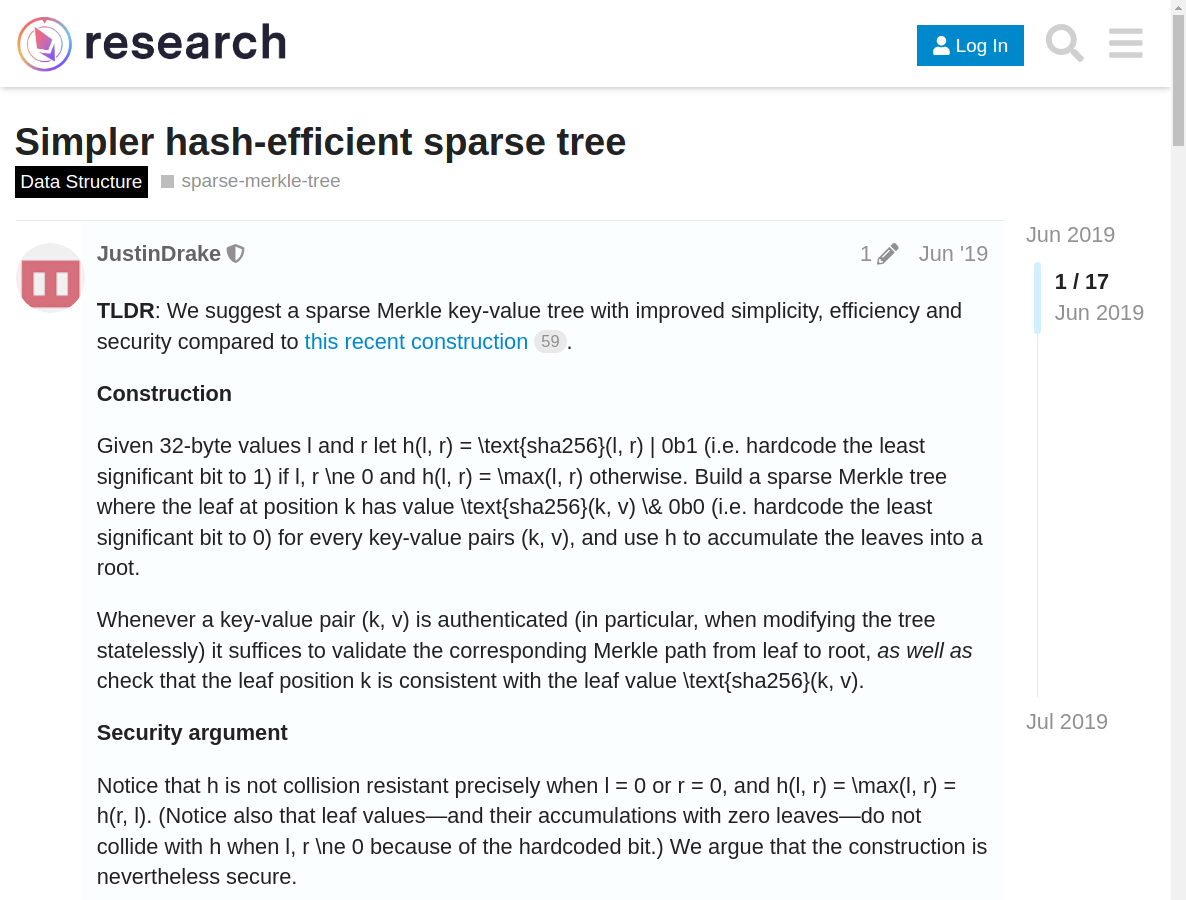 research
Log In
Simpler hash-efficient sparse tree
Data Structure
sparse-merkle-tree
JustinDrake
1
Jun '19
TLDR: We suggest a sparse Merkle key-value tree with improved simplicity, efficiency and
security compared to this recent construction 59.
Construction
Given 32-byte values l and r let h(l, r) = \text{sha256}(l, r) | 0b1 (i.e. hardcode the least
significant bit to 1) if l, r \ne 0 and h(l, r) = \max(l, r) otherwise. Build a sparse Merkle tree
where the leaf at position k has value \text{sha256}(k, v) \& 0b0 (i.e. hardcode the least
significant bit to 0) for every key-value pairs (k, v), and use h to accumulate the leaves into a
root.
Whenever a key-value pair (k, v) is authenticated (in particular, when modifying the tree
statelessly) it suffices to validate the corresponding Merkle path from leaf to root, as well as
check that the leaf position k is consistent with the leaf value \text{sha256}(k, v).
Security argument
Notice that h is not collision resistant precisely when l = 0 or r = 0, and h(l, r) = \max(l, r) =
h(r, l). (Notice also that leaf values—and their accumulations with zero leaves—do not
collide with h when l, r \ne 0 because of the hardcoded bit.) We argue that the construction is
nevertheless secure.
Jun 2019
1 / 17
Jun 2019
Jul 2019